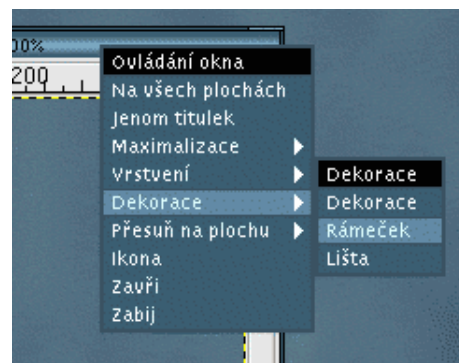 00%
200
Ovládání okna
Na všech plochách
Jenom titulek
Maximalizace
Vrstvení
Dekorace
Přesuň na plochu
Ikona
Zavři
Zabij
Dekorace
Dekorace
Rámeček
Lišta